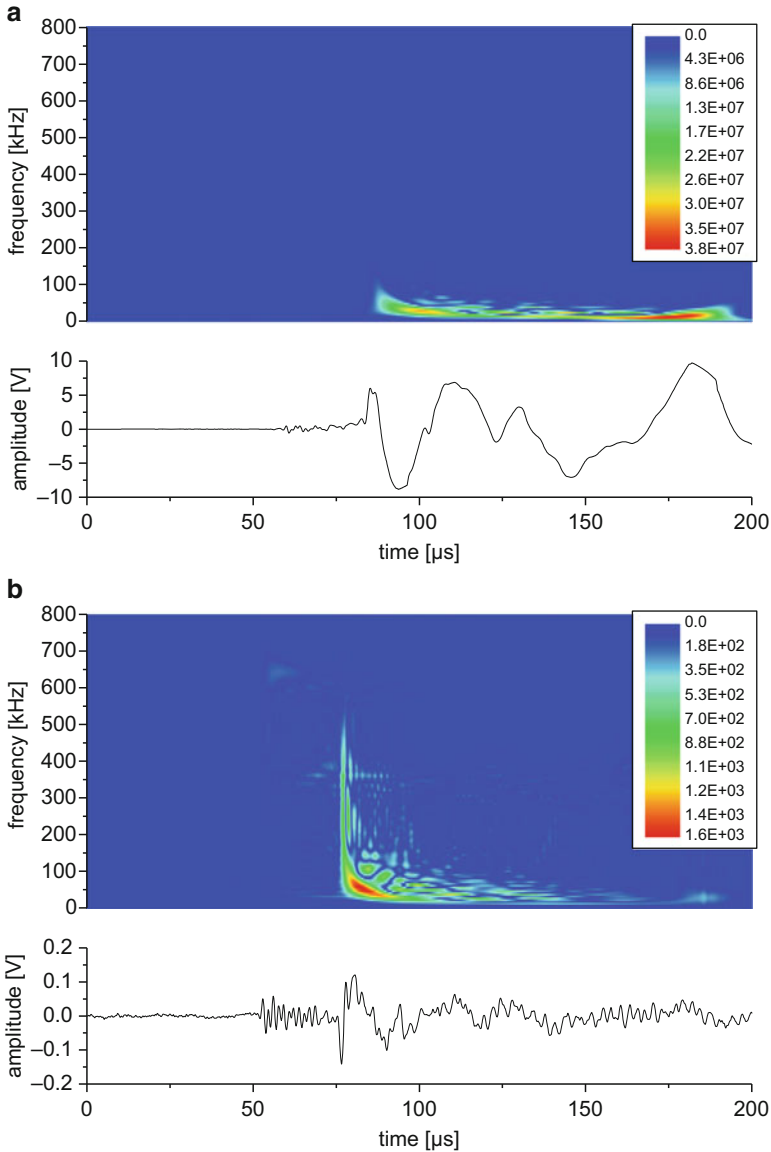 a
800
700
600
500
400
300
200
100
0
frequency [kHz]
0.0
4.3E+06
8.6E+06
1.3E+07
1.7E+07
2.2E+07
2.6E+07
3.0E+07
3.5E+07
3.8E+07
10
5
0
–5
–10
amplitude [V]
0 50 100 150 200
time [µs]
b
800
700
600
500
400
300
200
100
0
frequency [kHz]
0.0
1.8E+02
3.5E+02
5.3E+02
7.0E+02
8.8E+02
1.1E+03
1.2E+03
1.4E+03
1.6E+03
0.2
0.1
0.0
–0.1
–0.2
amplitude [V]
0 50 100 150 200
time [µs]